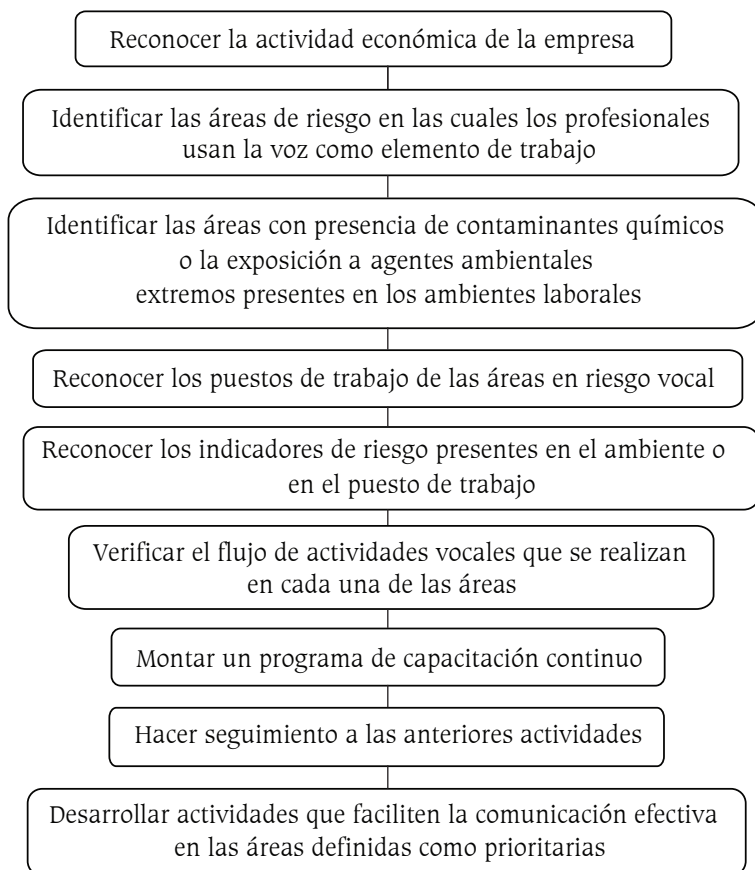 Reconocer la actividad económica de la empresa
Identificar las áreas de riesgo en las cuales los profesionales
usan la voz como elemento de trabajo
Identificar las áreas con presencia de contaminantes químicos
o la exposición a agentes ambientales
extremos presentes en los ambientes laborales
Reconocer los puestos de trabajo de las áreas en riesgo vocal
Reconocer los indicadores de riesgo presentes en el ambiente o
en el puesto de trabajo
Verificar el flujo de actividades vocales que se realizan
en cada una de las áreas
Montar un programa de capacitación continuo
Hacer seguimiento a las anteriores actividades
Desarrollar actividades que faciliten la comunicación efectiva
en las áreas definidas como prioritarias